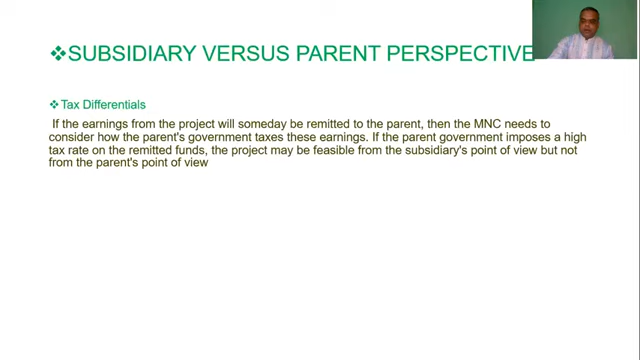 ❖SUBSIDIARY VERSUS PARENT PERSPECTIVE
❖ Tax Differentials
If the earnings from the project will someday be remitted to the parent, then the MNC needs to
consider how the parent's government taxes these earnings. If the parent government imposes a high
tax rate on the remitted funds, the project may be feasible from the subsidiary's point of view but not
from the parent's point of view